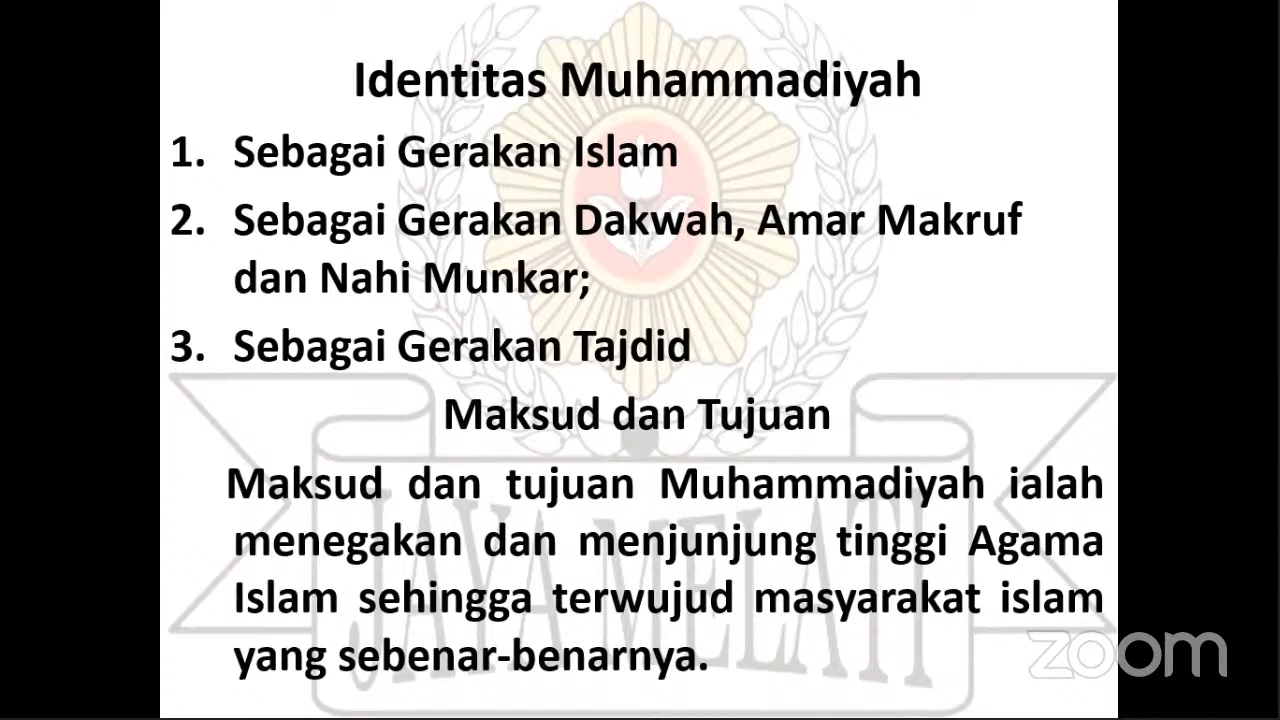 Identitas Muhammadiyah
1. Sebagai Gerakan Islam
2. Sebagai Gerakan Dakwah, Amar Makruf
dan Nahi Munkar;
3. Sebagai Gerakan Tajdid
Maksud dan Tujuan
Maksud dan tujuan Muhammadiyah ialah
menegakan dan menjunjung tinggi Agama
Islam sehingga terwujud masyarakat islam
yang sebenar-benarnya.
JAYA MELATI
zoom